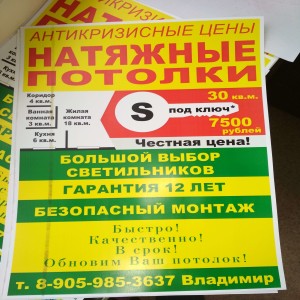 АНТИКРИЗИСНЫЕ ЦЕНЫ
НАТЯЖНЫЕ
ПОТОЛКИ
Коридор
4 кв.м.
Ванная
комната
3 кв.м.
Жилая
комната
18 кв.м.
Кухня
6 кв.м.
S
30 кв.м.
под ключ*
7500
рублей
Честная цена!
БОЛЬШОЙ ВЫБОР
СВЕТИЛЬНИКОВ
ГАРАНТИЯ 12 ЛЕТ
БЕЗОПАСНЫЙ МОНТАЖ
Быстро!
Качественно!
В срок!
Обновим Ваш потолок!
т. 8-905-985-3637 Владимир